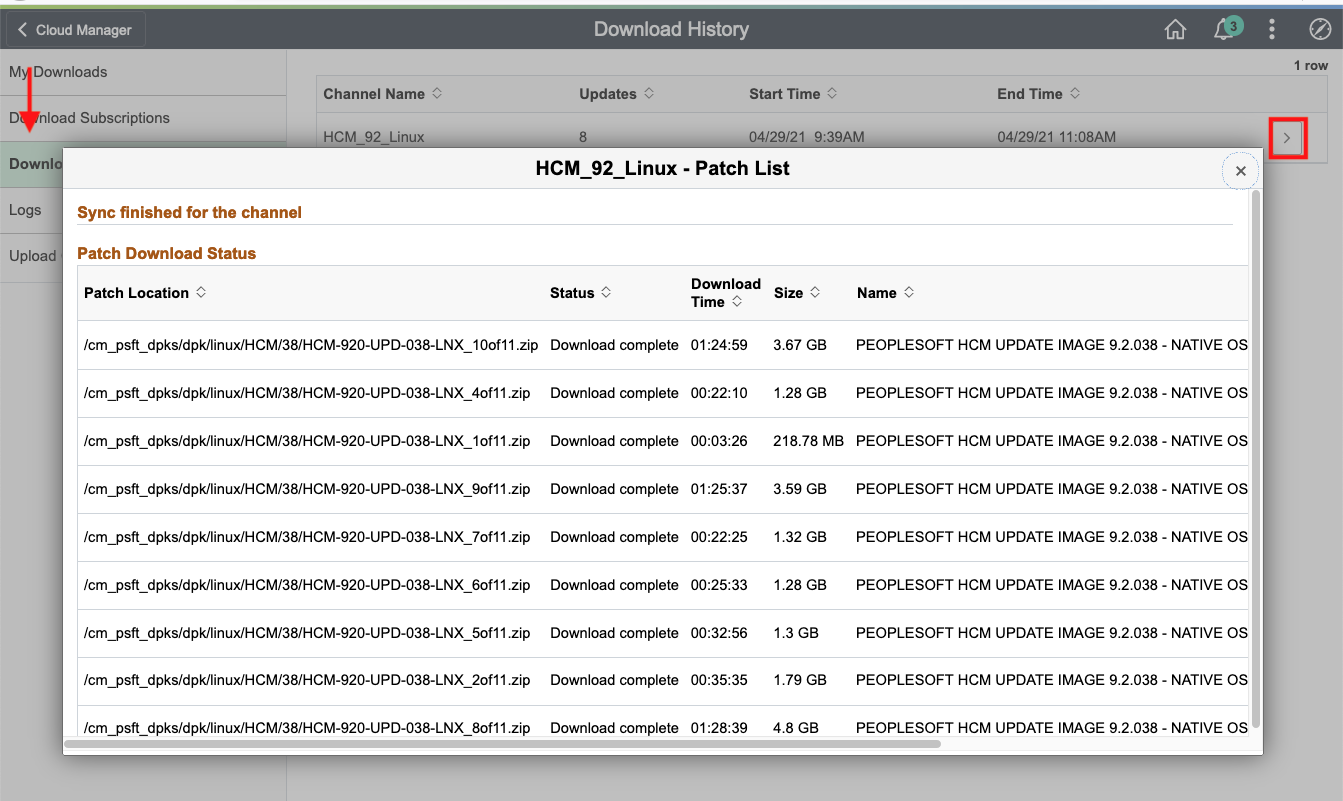 Cloud Manager
Download History
3
My Downloads
Download Subscriptions
Downlo
Logs
Upload
1 row
Channel Name Updates Start Time End Time
HCM_92_Linux 8 04/29/21 9:39AM 04/29/21 11:08AM
HCM_92_Linux - Patch List
Sync finished for the channel
Patch Download Status
Patch Location Status Download Time Size Name
/cm_psft_dpks/dpk/linux/HCM/38/HCM-920-UPD-038-LNX_10of11.zip Download complete 01:24:59 3.67 GB PEOPLESOFT HCM UPDATE IMAGE 9.2.038 - NATIVE OS
/cm_psft_dpks/dpk/linux/HCM/38/HCM-920-UPD-038-LNX_4of11.zip Download complete 00:22:10 1.28 GB PEOPLESOFT HCM UPDATE IMAGE 9.2.038 - NATIVE OS
/cm_psft_dpks/dpk/linux/HCM/38/HCM-920-UPD-038-LNX_1of11.zip Download complete 00:03:26 218.78 MB PEOPLESOFT HCM UPDATE IMAGE 9.2.038 - NATIVE OS
/cm_psft_dpks/dpk/linux/HCM/38/HCM-920-UPD-038-LNX_9of11.zip Download complete 01:25:37 3.59 GB PEOPLESOFT HCM UPDATE IMAGE 9.2.038 - NATIVE OS
/cm_psft_dpks/dpk/linux/HCM/38/HCM-920-UPD-038-LNX_7of11.zip Download complete 00:22:25 1.32 GB PEOPLESOFT HCM UPDATE IMAGE 9.2.038 - NATIVE OS
/cm_psft_dpks/dpk/linux/HCM/38/HCM-920-UPD-038-LNX_6of11.zip Download complete 00:25:33 1.28 GB PEOPLESOFT HCM UPDATE IMAGE 9.2.038 - NATIVE OS
/cm_psft_dpks/dpk/linux/HCM/38/HCM-920-UPD-038-LNX_5of11.zip Download complete 00:32:56 1.3 GB PEOPLESOFT HCM UPDATE IMAGE 9.2.038 - NATIVE OS
/cm_psft_dpks/dpk/linux/HCM/38/HCM-920-UPD-038-LNX_2of11.zip Download complete 00:35:35 1.79 GB PEOPLESOFT HCM UPDATE IMAGE 9.2.038 - NATIVE OS
/cm_psft_dpks/dpk/linux/HCM/38/HCM-920-UPD-038-LNX_8of11.zip Download complete 01:28:39 4.8 GB PEOPLESOFT HCM UPDATE IMAGE 9.2.038 - NATIVE OS